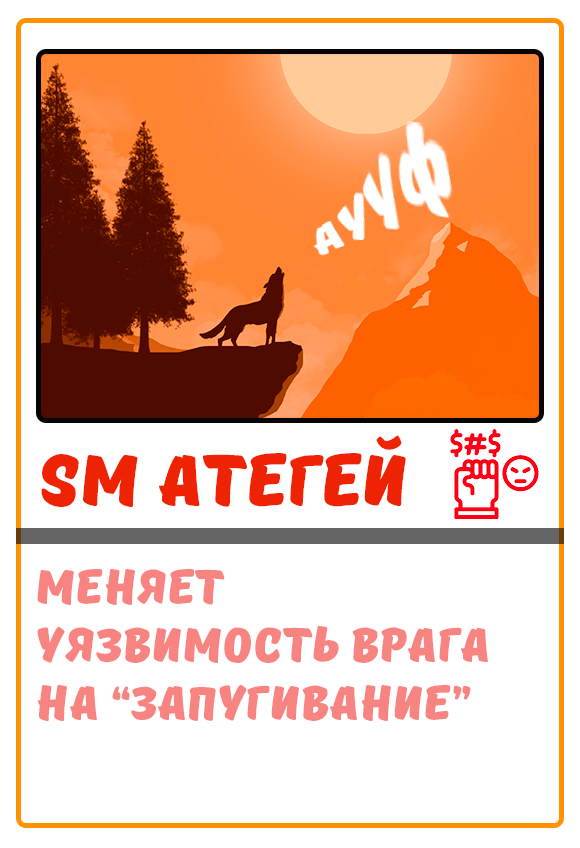 АУУФ
SM АТЕГЕЙ
$#$
МЕНЯЕТ
УЯЗВИМОСТЬ ВРАГА
НА “ЗАПУГИВАНИЕ”